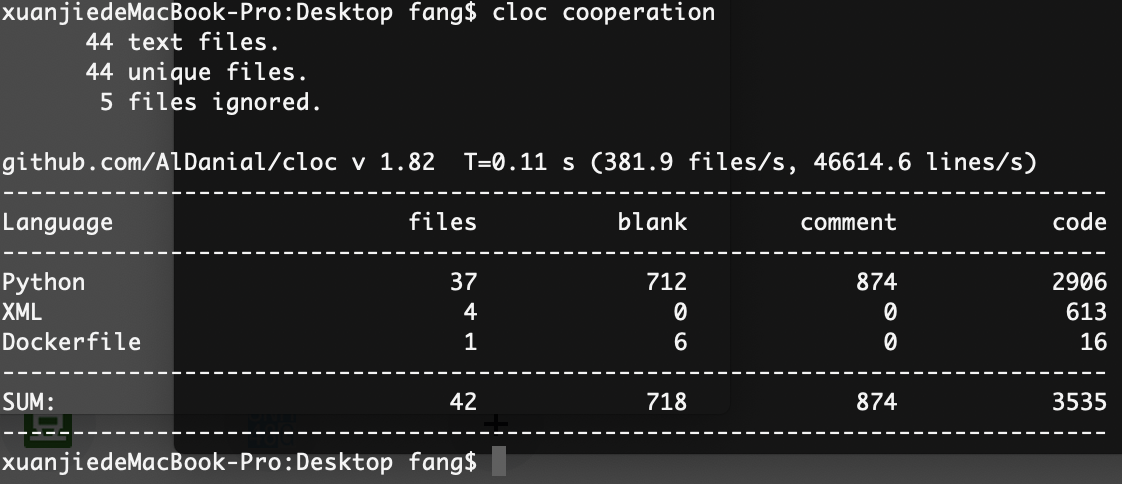 xuanjiedeMacBook-Pro:Desktop fang$ cloc cooperation
      44 text files.
      44 unique files.
       5 files ignored.
github.com/AlDanial/cloc v 1.82  T=0.11 s (381.9 files/s, 46614.6 lines/s)
-------------------------------------------------------------------------------
Language                     files          blank        comment           code
-------------------------------------------------------------------------------
Python                          37            712            874           2906
XML                              4              0              0            613
Dockerfile                       1              6              0             16
-------------------------------------------------------------------------------
SUM:                            42            718            874           3535
-------------------------------------------------------------------------------
xuanjiedeMacBook-Pro:Desktop fang$